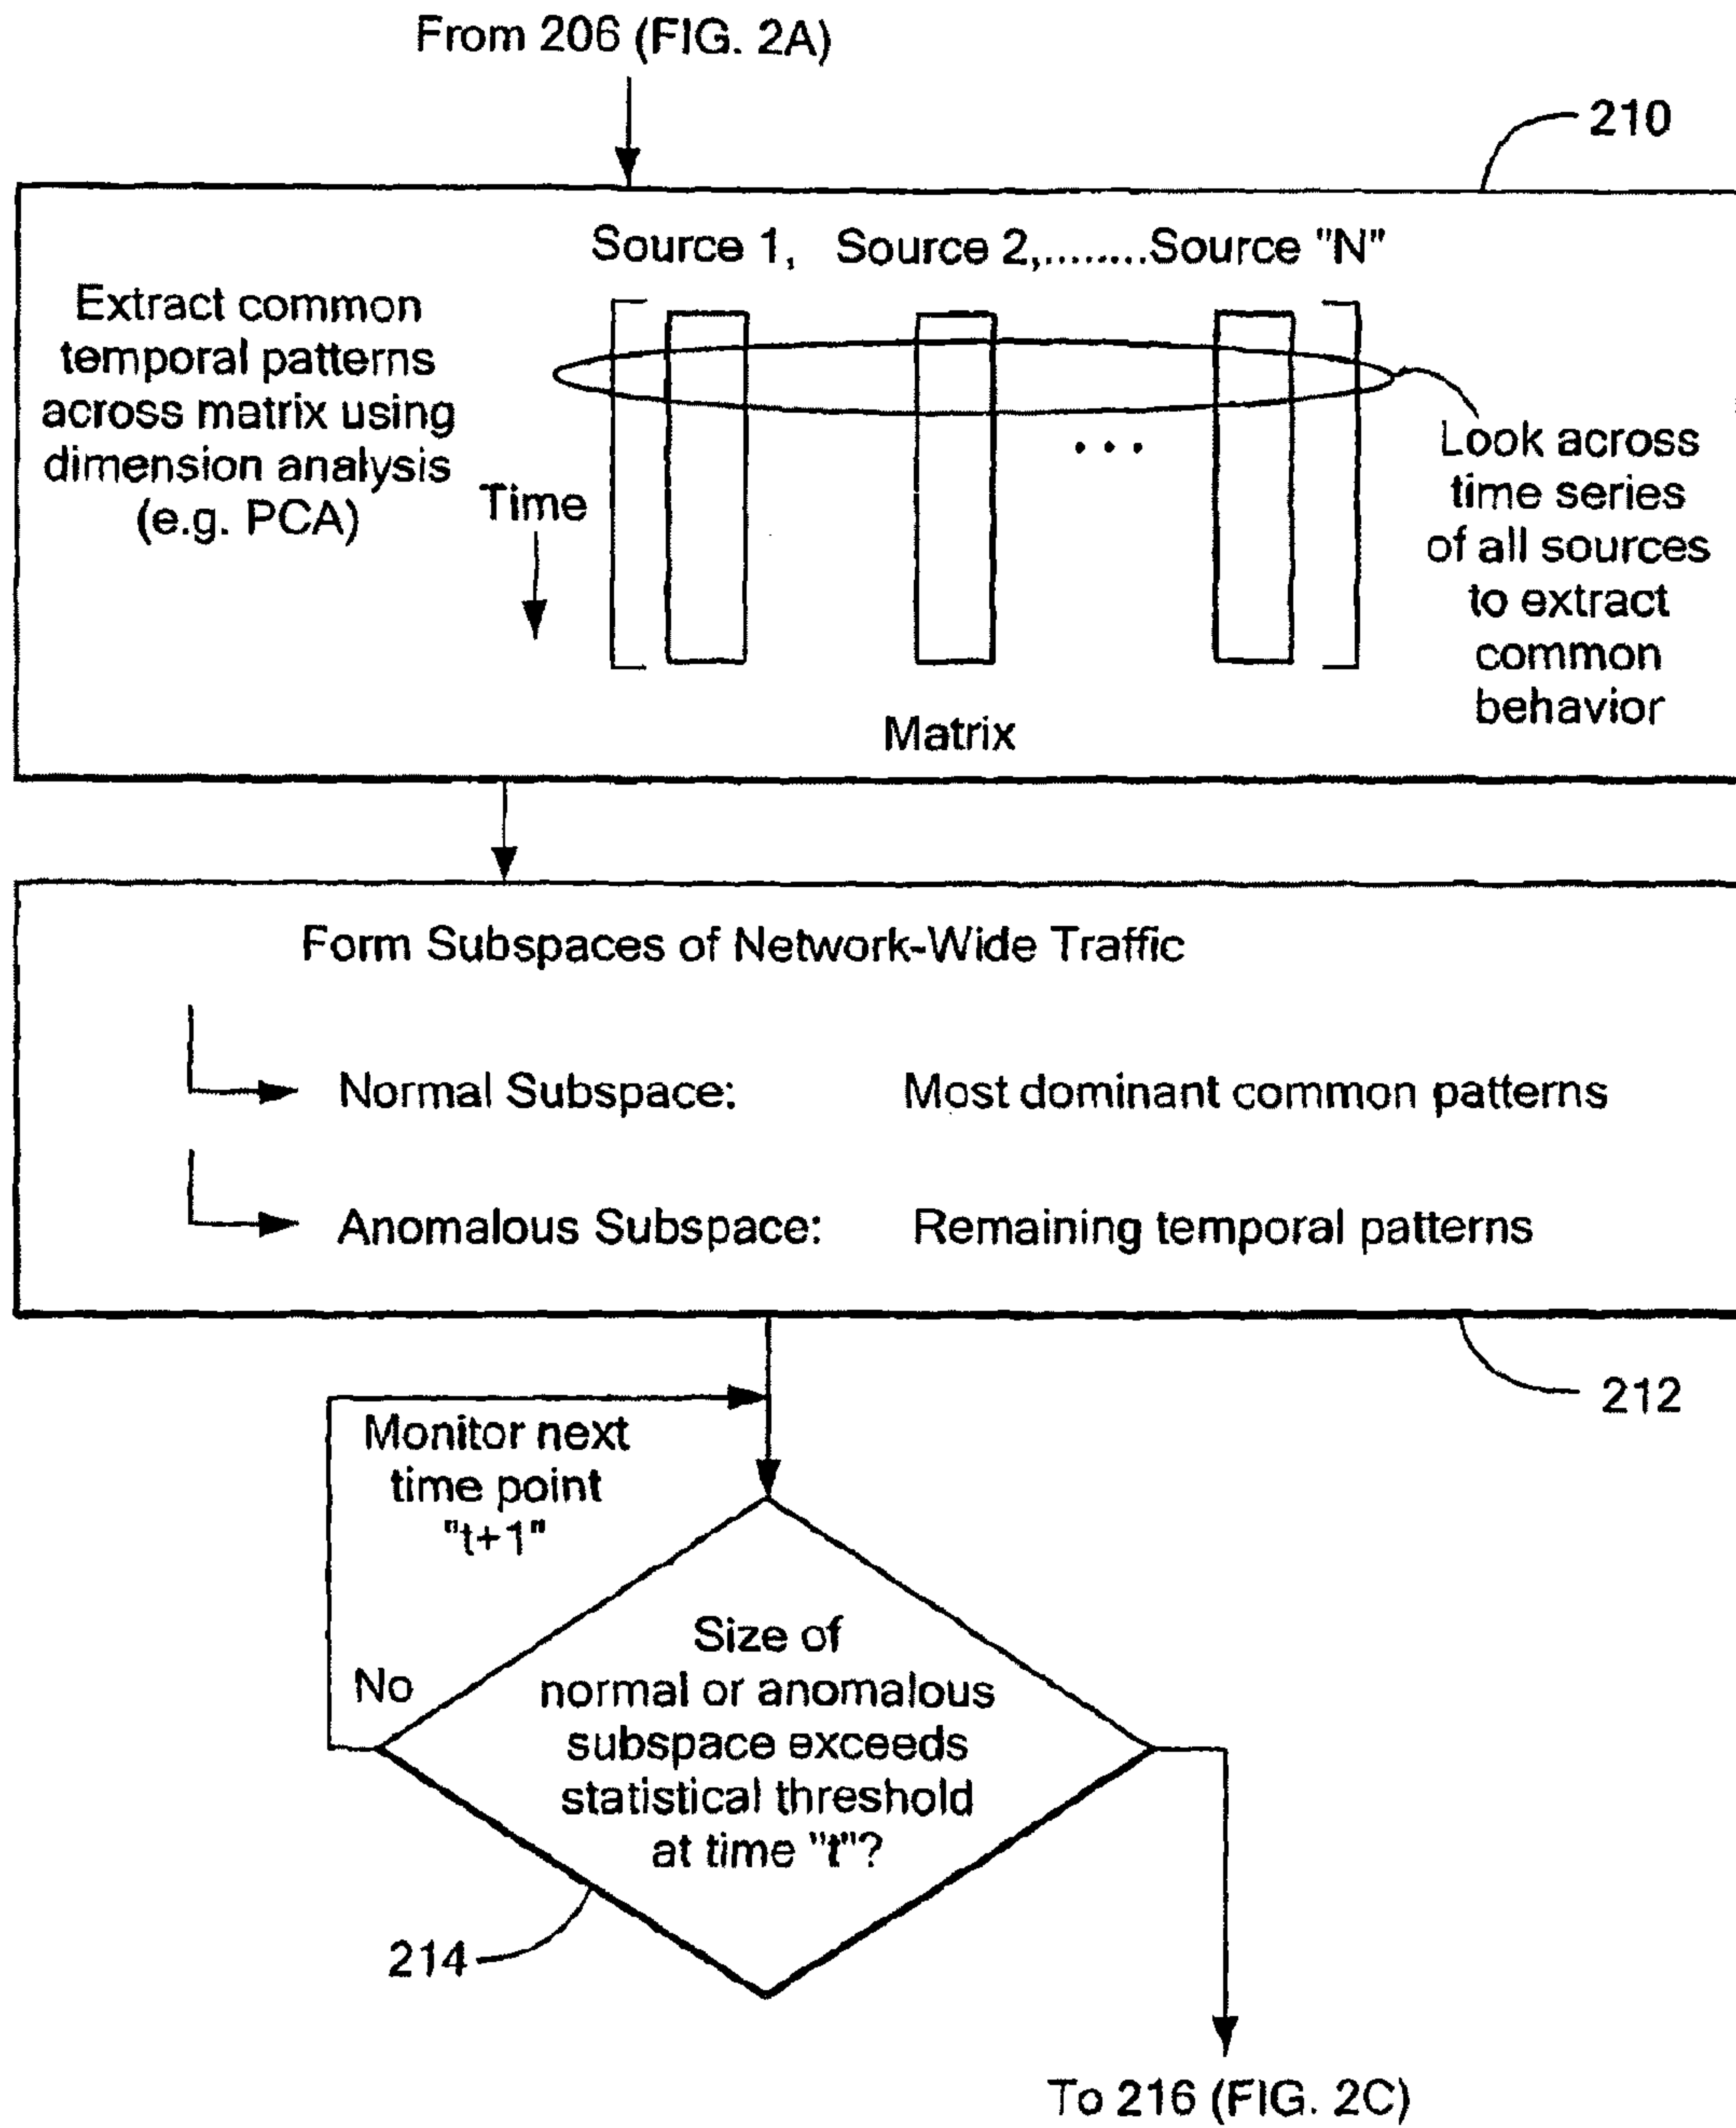 From 206 (FIG. 2A)
210
Source 1, Source 2,........Source "N"
Extract common
temporal patterns
across matrix using
dimension analysis
(e.g. PCA)
Time
...
Look across
time series
of all sources
to extract
common
behavior
Matrix
Form Subspaces of Network-Wide Traffic
Normal Subspace: Most dominant common patterns
Anomalous Subspace: Remaining temporal patterns
212
Monitor next
time point
"t+1"
No
Size of
normal or anomalous
subspace exceeds
statistical threshold
at time "t"?
214
To 216 (FIG. 2C)